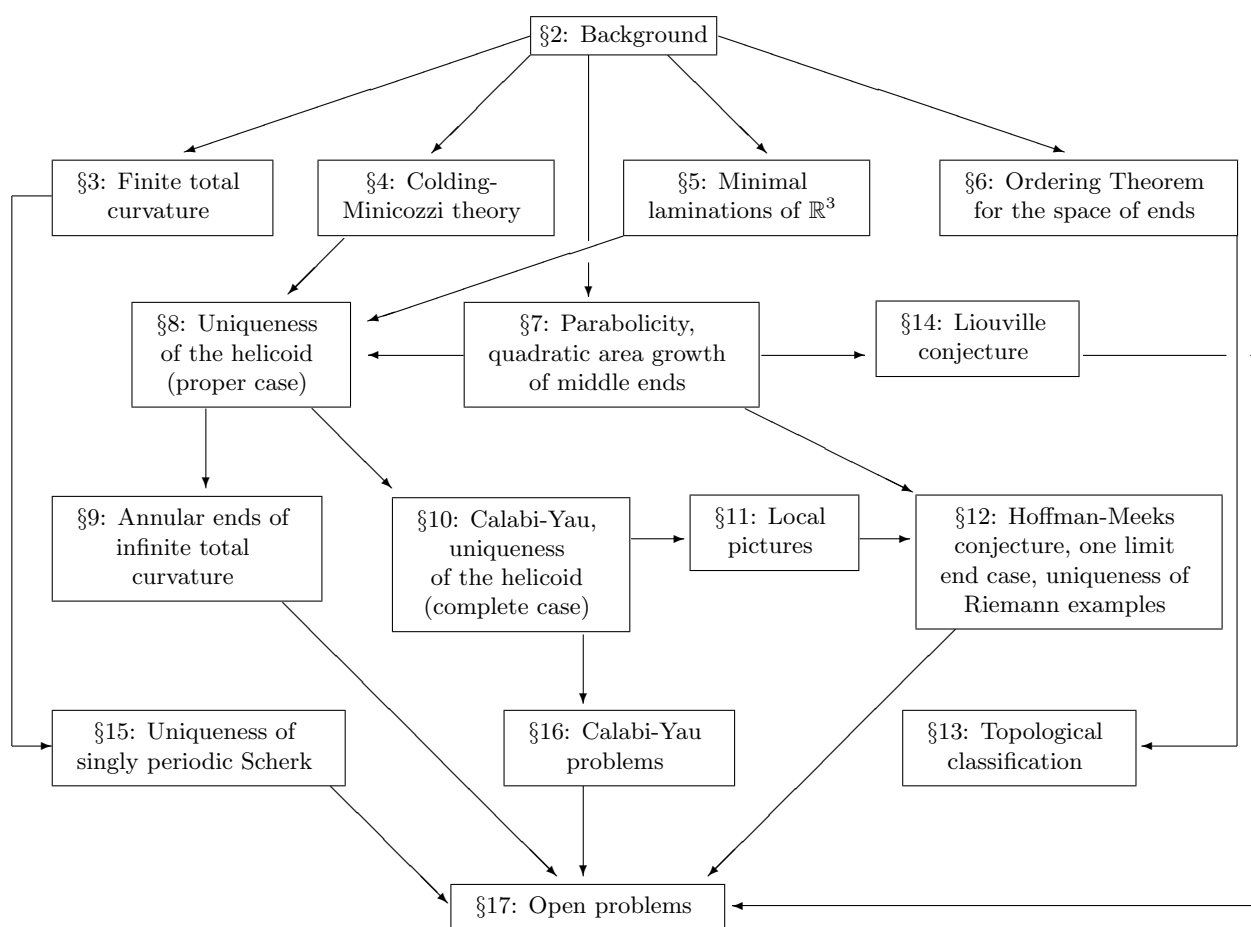 §2: Background
§3: Finite total
curvature
§4: Colding-
Minicozzi theory
§5: Minimal
laminations of ℝ³
§6: Ordering Theorem
for the space of ends
§8: Uniqueness
of the helicoid
(proper case)
§7: Parabolicity,
quadratic area growth
of middle ends
§14: Liouville
conjecture
§9: Annular ends of
infinite total
curvature
§10: Calabi-Yau,
uniqueness
of the helicoid
(complete case)
§11: Local
pictures
§12: Hoffman-Meeks
conjecture, one limit
end case, uniqueness of
Riemann examples
§15: Uniqueness of
singly periodic Scherk
§16: Calabi-Yau
problems
§13: Topological
classification
§17: Open problems